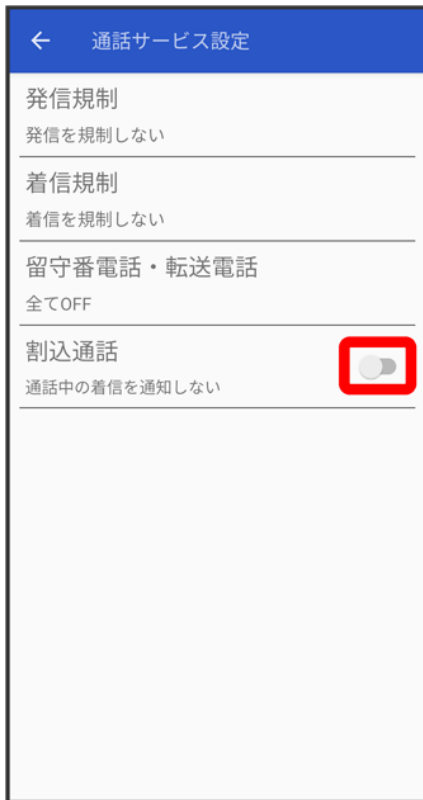 通話サービス設定
発信規制
発信を規制しない
着信規制
着信を規制しない
留守番電話・転送電話
全てOFF
割込通話
通話中の着信を通知しない